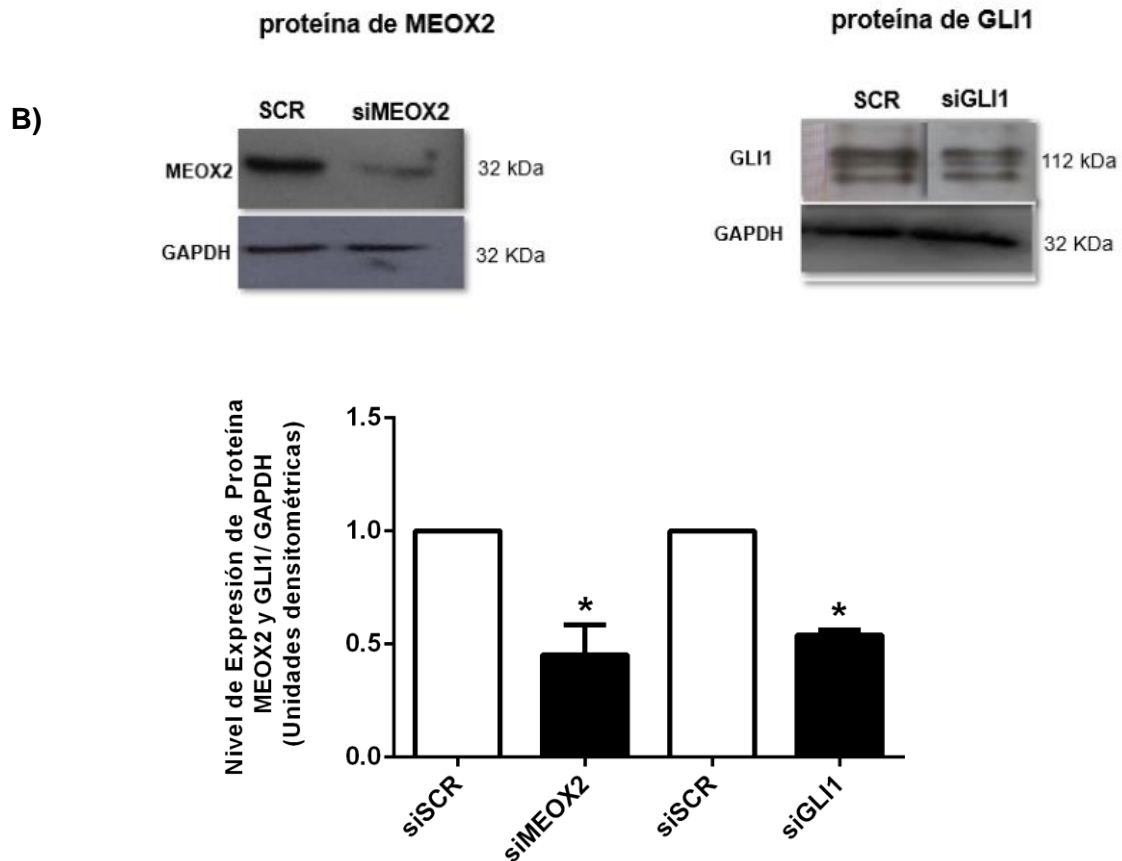 proteína de MEOX2
proteína de GLI1
B)
SCR siMEOX2
MEOX2 32 kDa
GAPDH 32 KDa
SCR siGLI1
GLI1 112 kDa
GAPDH 32 KDa
Nivel de Expresión de Proteína
MEOX2 y GLI1/ GAPDH
(Unidades densitométricas)
1.5
1.0
0.5
0.0
*
*
siSCR
siMEOX2
siSCR
siGLI1